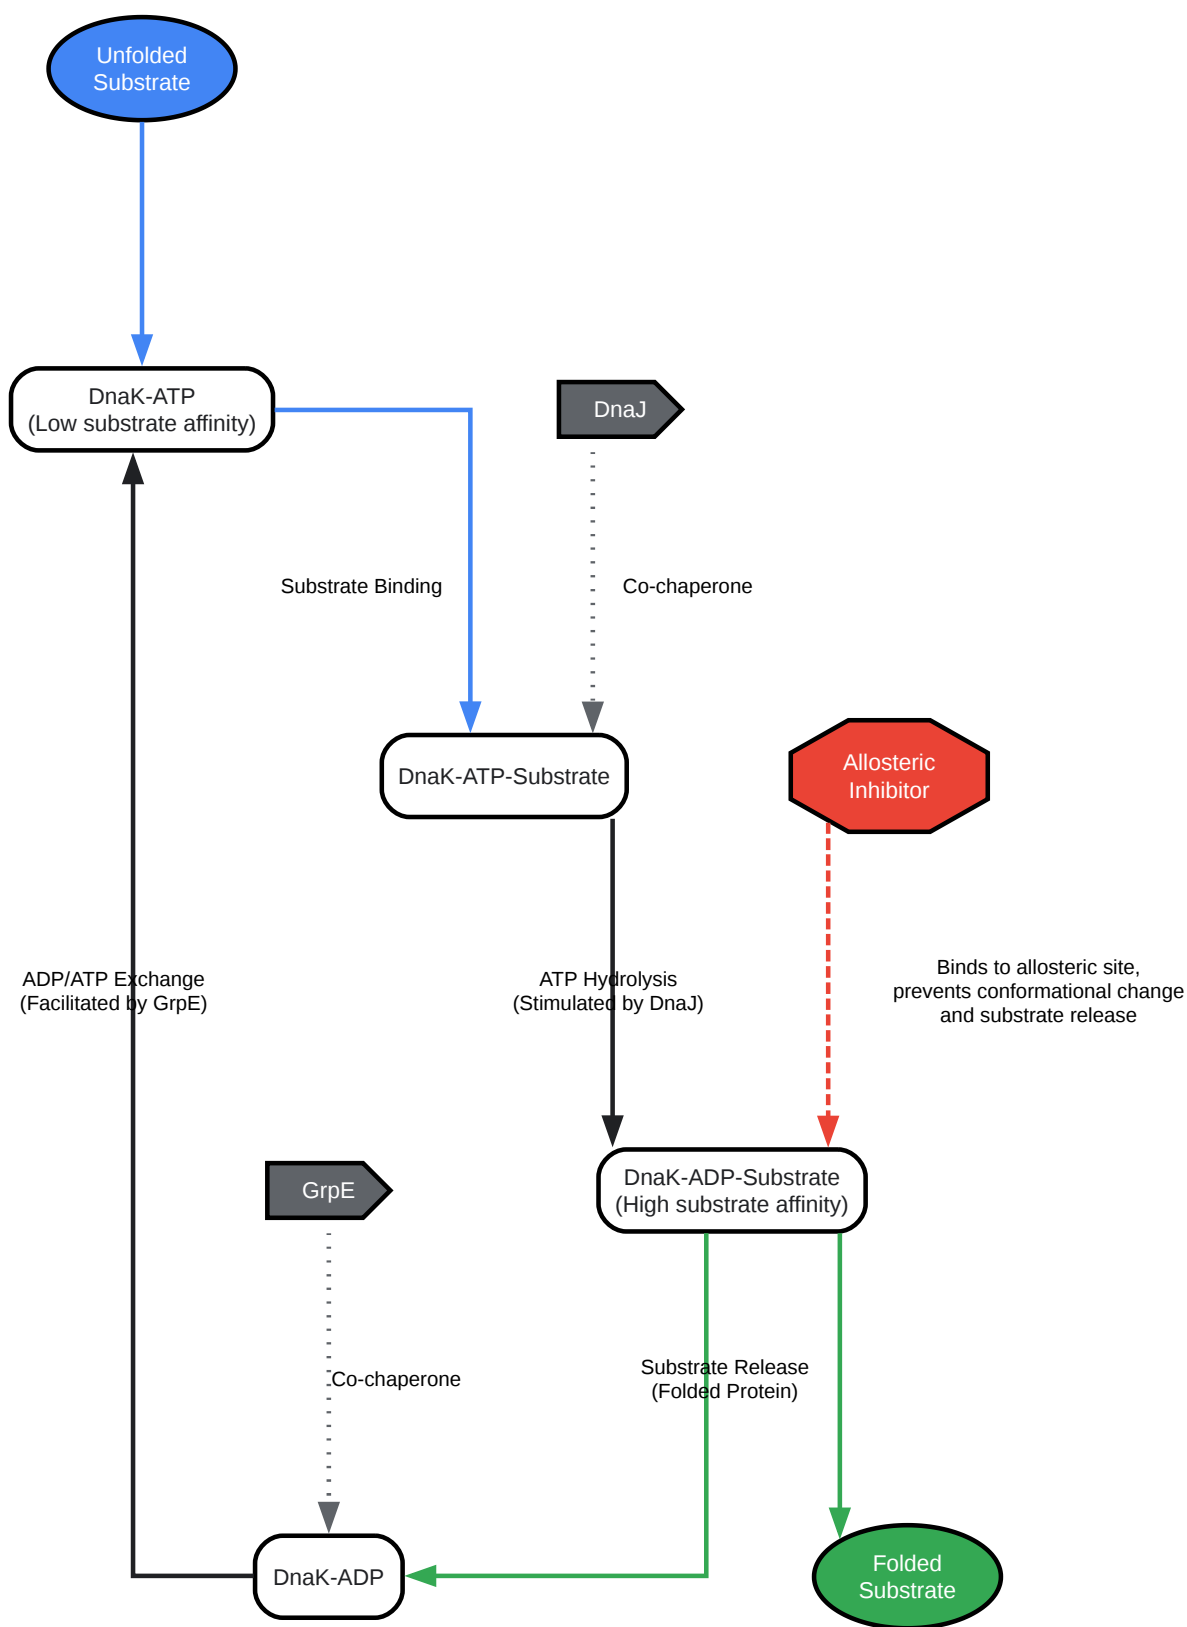 Unfolded
Substrate
DnaK-ATP
(Low substrate affinity)
DnaJ
Substrate Binding
Co-chaperone
DnaK-ATP-Substrate
Allosteric
Inhibitor
ADP/ATP Exchange
(Facilitated by GrpE)
ATP Hydrolysis
(Stimulated by DnaJ)
Binds to allosteric site,
prevents conformational change
and substrate release
GrpE
DnaK-ADP-Substrate
(High substrate affinity)
Co-chaperone
Substrate Release
(Folded Protein)
DnaK-ADP
Folded
Substrate